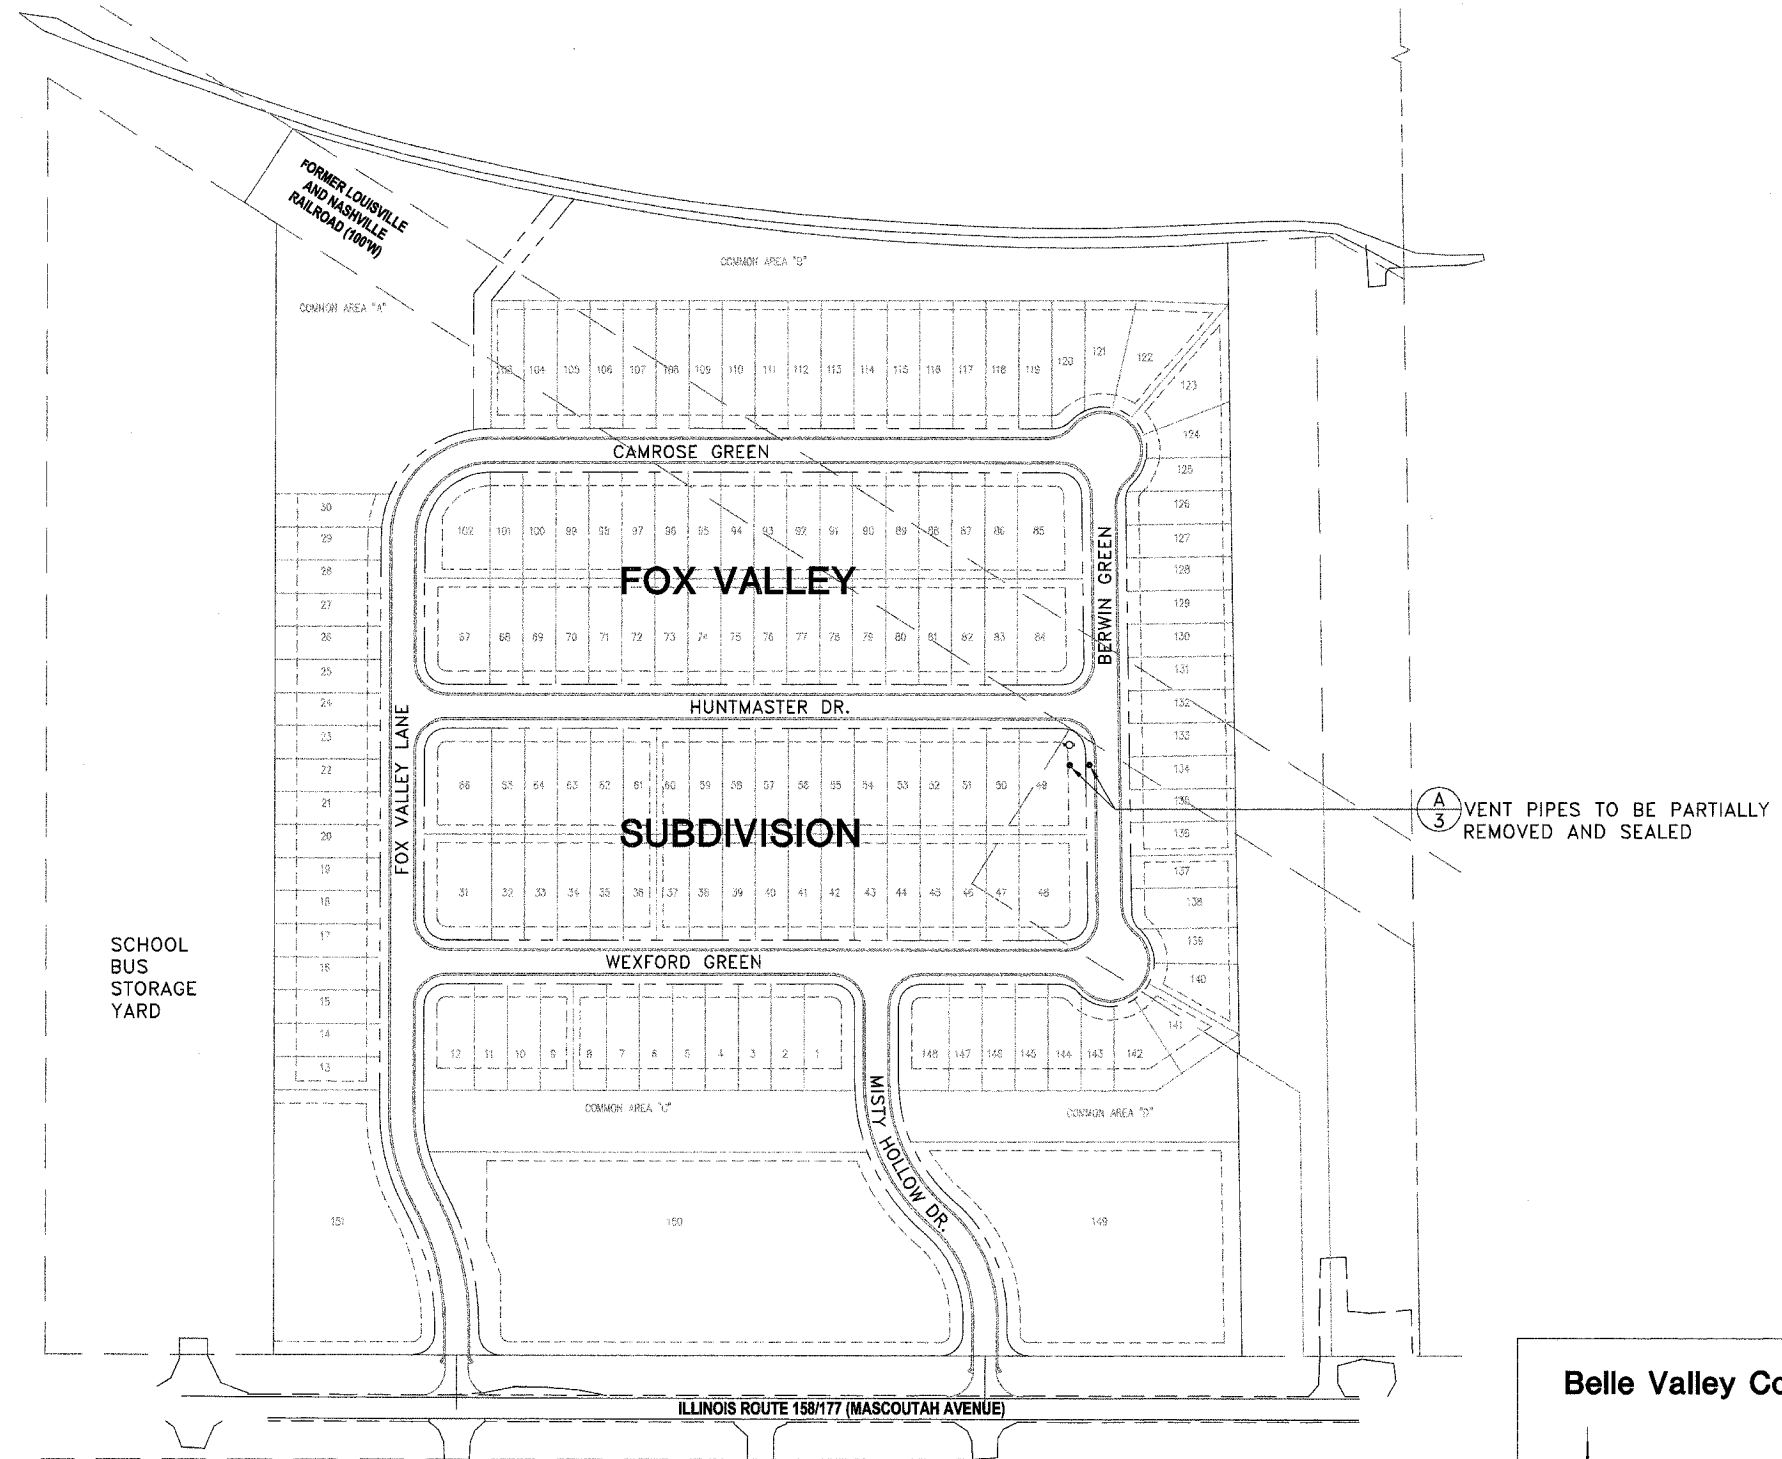 FORMER LOUISVILLE
AND NASHVILLE
RAILROAD (100'W)
COMMON AREA "B"
COMMON AREA "A"
103 104 105 106 107 108 109 110 111 112 113 114 115 116 117 118 119 120 121 122
123
124
125
126
127
128
129
130
131
132
133
134
135
136
137
138
139
140
141
CAMROSE GREEN
30
29
28
27
26
25
24
23
22
21
20
19
18
17
16
15
14
13
102 101 100 99 98 97 96 95 94 93 92 91 90 89 88 87 86 85
FOX VALLEY
BERWIN GREEN
67 68 69 70 71 72 73 74 75 76 77 78 79 80 81 82 83 84
HUNTMASTER DR.
FOX VALLEY LANE
66 65 64 63 62 61 60 59 58 57 56 55 54 53 52 51 50 49
SUBDIVISION
A
3
VENT PIPES TO BE PARTIALLY
REMOVED AND SEALED
31 32 33 34 35 36 37 38 39 40 41 42 43 44 45 46 47 48
SCHOOL
BUS
STORAGE
YARD
WEXFORD GREEN
12 11 10 9 8 7 6 5 4 3 2 1
148 147 146 145 144 143 142
MISTY HOLLOW DR.
COMMON AREA "C"
COMMON AREA "D"
151
150
149
ILLINOIS ROUTE 158/177 (MASCOUTAH AVENUE)
Belle Valley Co